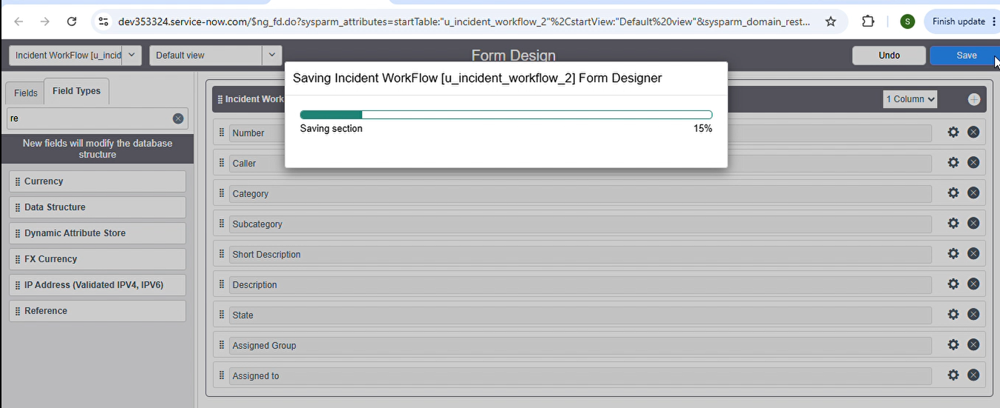 dev353324.service-now.com/$ng_fd.do?sysparm_attributes=startTable:"u_incident_workflow_2"%2CstartView:"Default%20view"&sysparm_domain_rest...
S
Finish update
Incident WorkFlow [u_incid
Default view
Form Design
Undo
Save
Saving Incident WorkFlow [u_incident_workflow_2] Form Designer
Saving section
15%
Fields
Field Types
re
New fields will modify the database
structure
Currency
Data Structure
Dynamic Attribute Store
FX Currency
IP Address (Validated IPV4, IPV6)
Reference
Incident Work
1 Column
Number
Caller
Category
Subcategory
Short Description
Description
State
Assigned Group
Assigned to